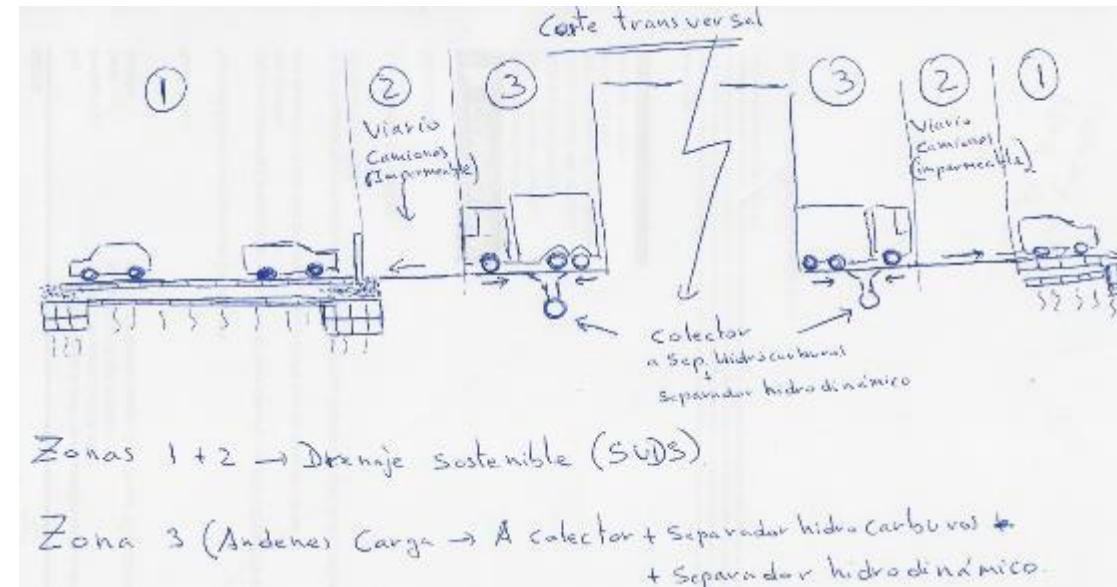 Corte transversal
1
2
3
3
2
1
Viario
Camiones
(Impermeable)
Viario
Camiones
(impermeable)
Colector
a Sep. Hidrocarburos
+
Separador hidrodinámico
Zonas 1 + 2 → Drenaje Sostenible (SUDS).
Zona 3 (Andenes Carga → A colector + Separador hidrocarburos
+ Separador hidrodinámico.